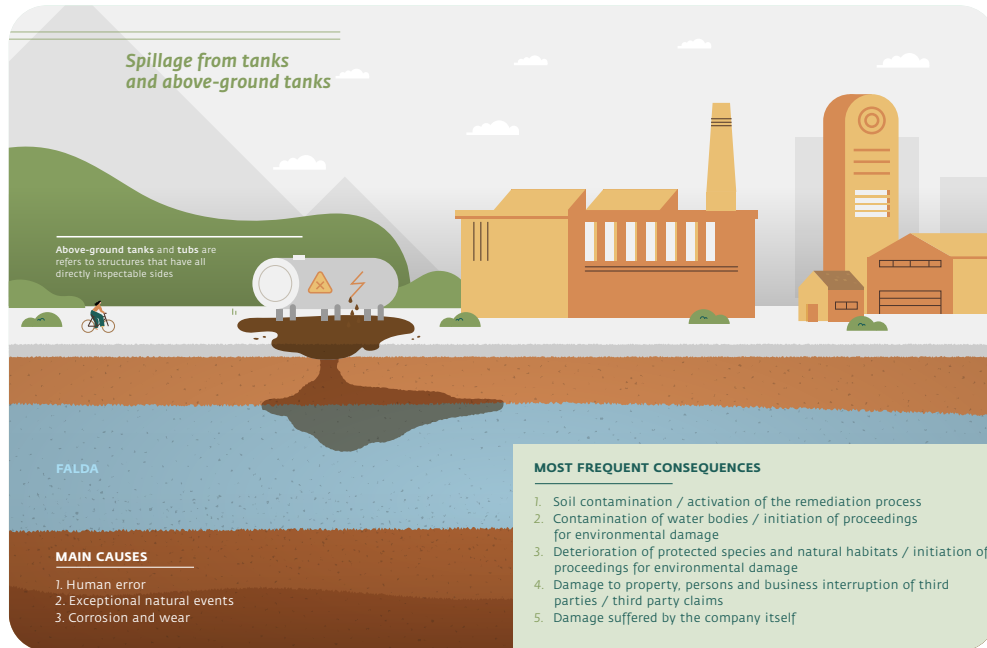 Spillage from tanks
and above-ground tanks
Above-ground tanks and tubs are
refers to structures that have all
directly inspectable sides
FALDA
MAIN CAUSES
1. Human error
2. Exceptional natural events
3. Corrosion and wear
MOST FREQUENT CONSEQUENCES
1. Soil contamination / activation of the remediation process
2. Contamination of water bodies / initiation of proceedings
for environmental damage
3. Deterioration of protected species and natural habitats / initiation of
proceedings for environmental damage
4. Damage to property, persons and business interruption of third
parties / third party claims
5. Damage suffered by the company itself